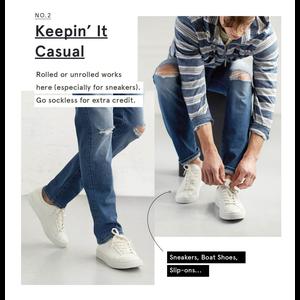 NO.2
Keepin’ It
Casual
Rolled or unrolled works
here (especially for sneakers).
Go sockless for extra credit.
Sneakers, Boat Shoes,
Slip-ons...